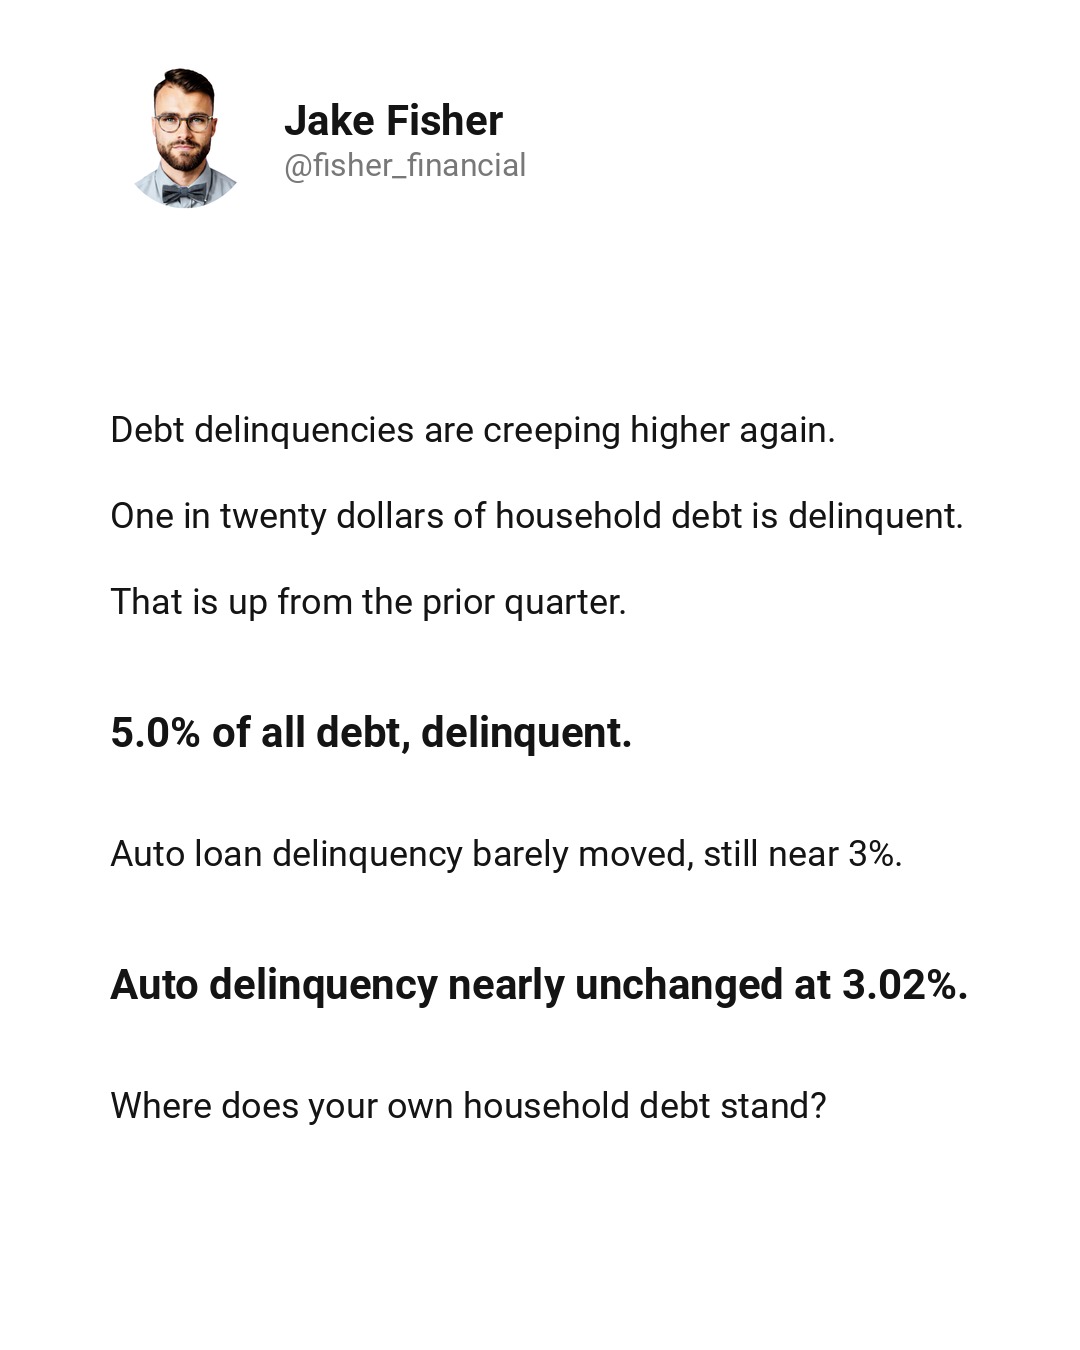 Jake Fisher
@fisher_financial
Debt delinquencies are creeping higher again.
One in twenty dollars of household debt is delinquent.
That is up from the prior quarter.
5.0% of all debt, delinquent.
Auto loan delinquency barely moved, still near 3%.
Auto delinquency nearly unchanged at 3.02%.
Where does your own household debt stand?